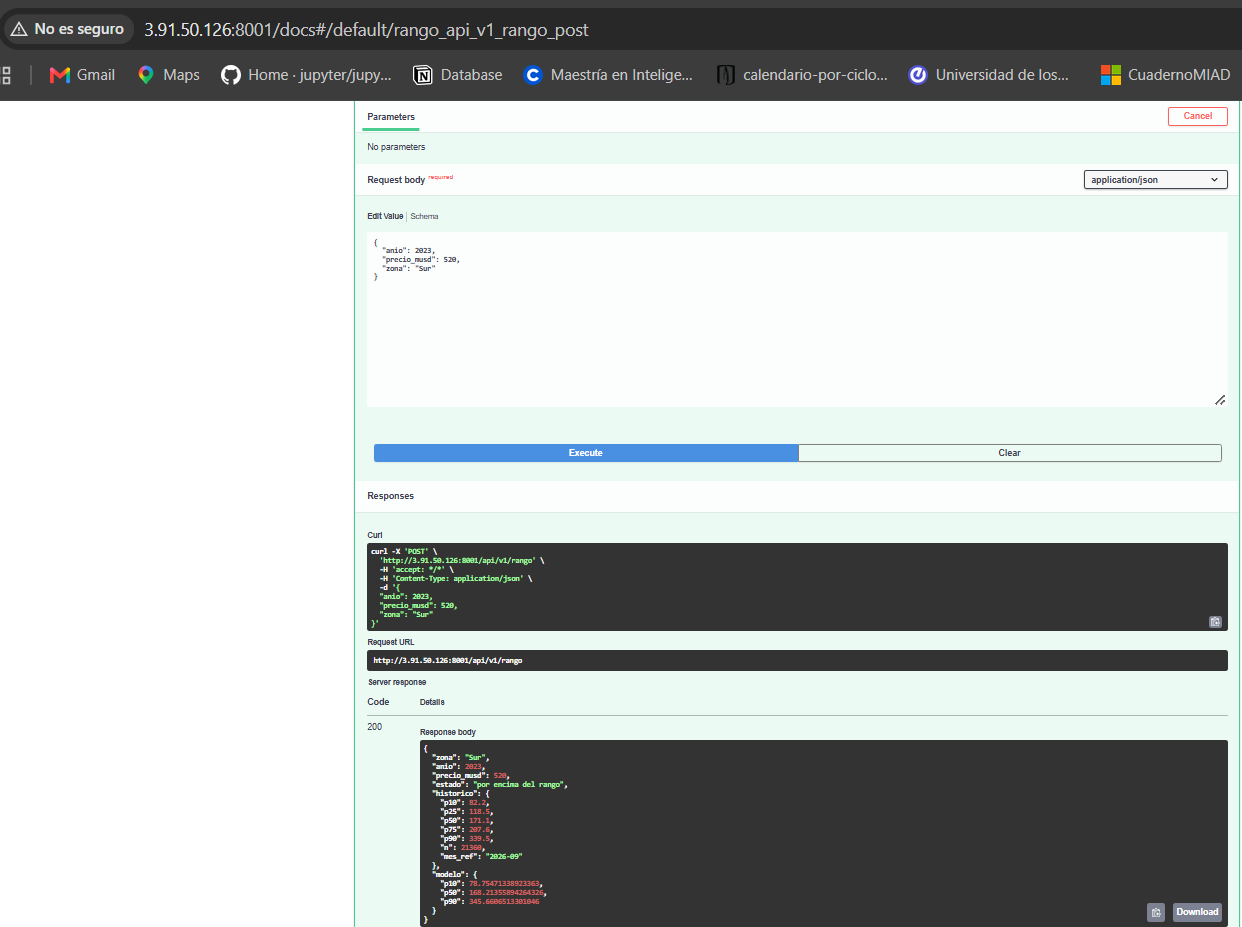 No es seguro 3.91.50.126:8001/docs#/default/rango_api_v1_rango_post
Gmail Maps Home · jupyter/jupy... Database Maestría en Intelige... calendario-por-ciclo... Universidad de los... CuadernoMIAD
Parameters Cancel
No parameters
Request body required application/json
Edit Value | Schema
{
"anio": 2023,
"precio_musd": 520,
"zona": "Sur"
}
Execute Clear
Responses
Curl
curl -X 'POST' \
'http://3.91.50.126:8001/api/v1/rango' \
-H 'accept: */*' \
-H 'Content-Type: application/json' \
-d '{
"anio": 2023,
"precio_musd": 520,
"zona": "Sur"
}'
Request URL
http://3.91.50.126:8001/api/v1/rango
Server response
Code Details
200
Response body
{
"zona": "Sur",
"anio": 2023,
"precio_musd": 520,
"estado": "por encima del rango",
"historico": {
"p10": 82.2,
"p25": 118.5,
"p50": 171.1,
"p75": 207.6,
"p90": 339.5,
"n": 21360,
"mes_ref": "2026-09"
},
"modelo": {
"p10": 78.75471338923363,
"p50": 168.21355894264326,
"p90": 345.6606513301046
}
}
Download